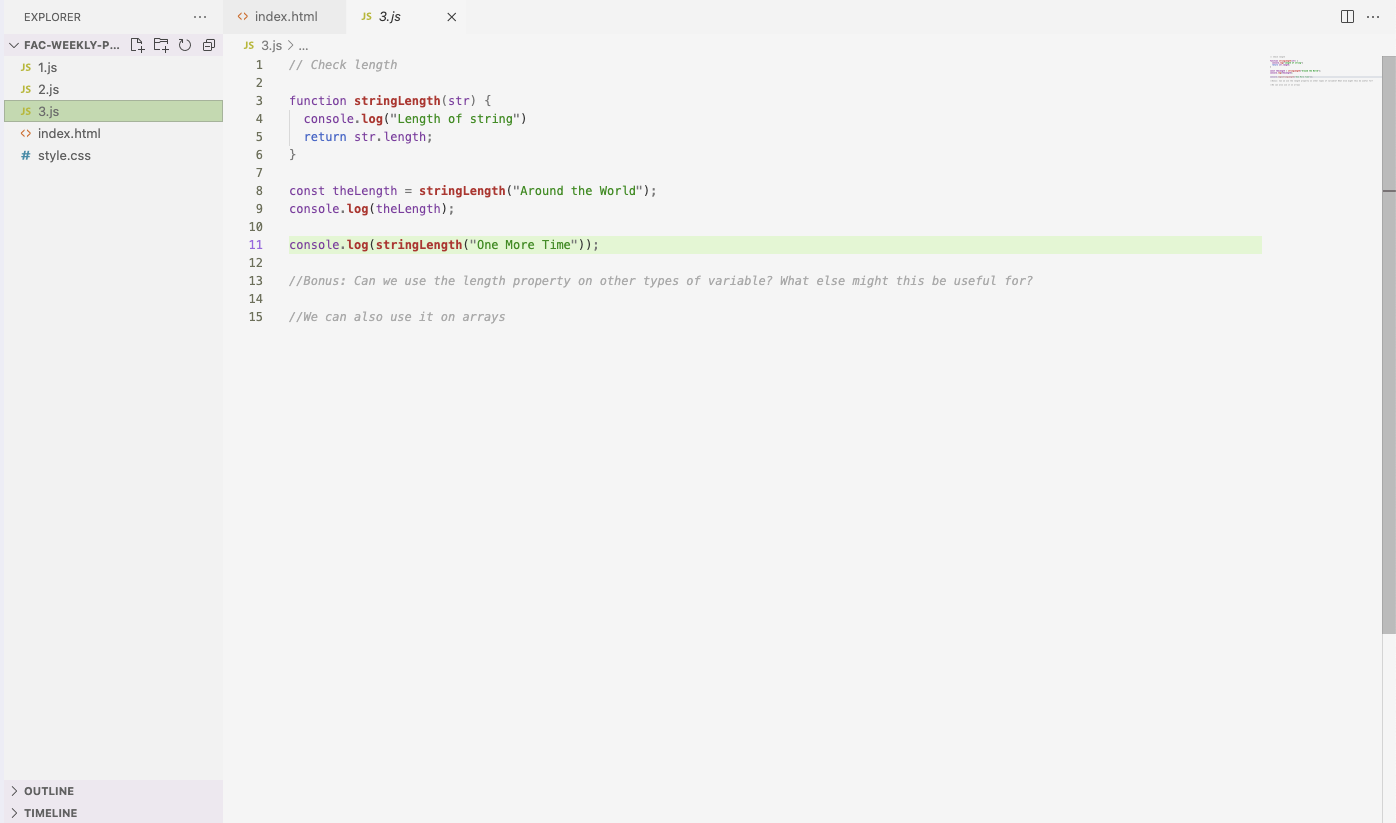 EXPLORER
FAC-WEEKLY-P...
JS 1.js
JS 2.js
JS 3.js
<> index.html
# style.css
OUTLINE
TIMELINE
<> index.html
JS 3.js
JS 3.js > ...
1 // Check length
2
3 function stringLength(str) {
4   console.log("Length of string")
5   return str.length;
6 }
7
8 const theLength = stringLength("Around the World");
9 console.log(theLength);
10
11 console.log(stringLength("One More Time"));
12
13 //Bonus: Can we use the length property on other types of variable? What else might this be useful for?
14
15 //We can also use it on arrays